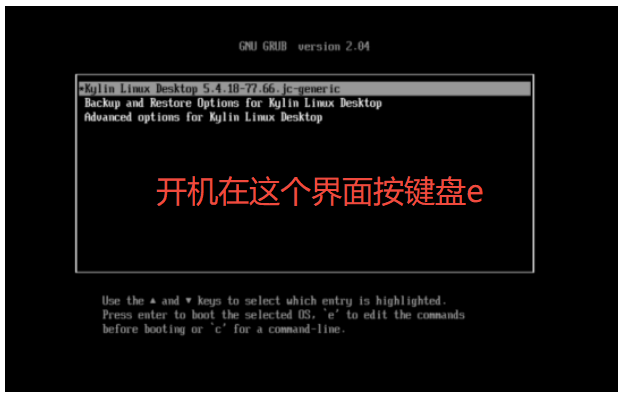 GNU GRUB  version 2.04
*Kylin Linux Desktop 5.4.18-77.66.jc-generic
Backup and Restore Options for Kylin Linux Desktop
Advanced options for Kylin Linux Desktop
开机在这个界面按键盘e
Use the ▲ and ▼ keys to select which entry is highlighted.
Press enter to boot the selected OS, `e' to edit the commands
before booting or `c' for a command-line.